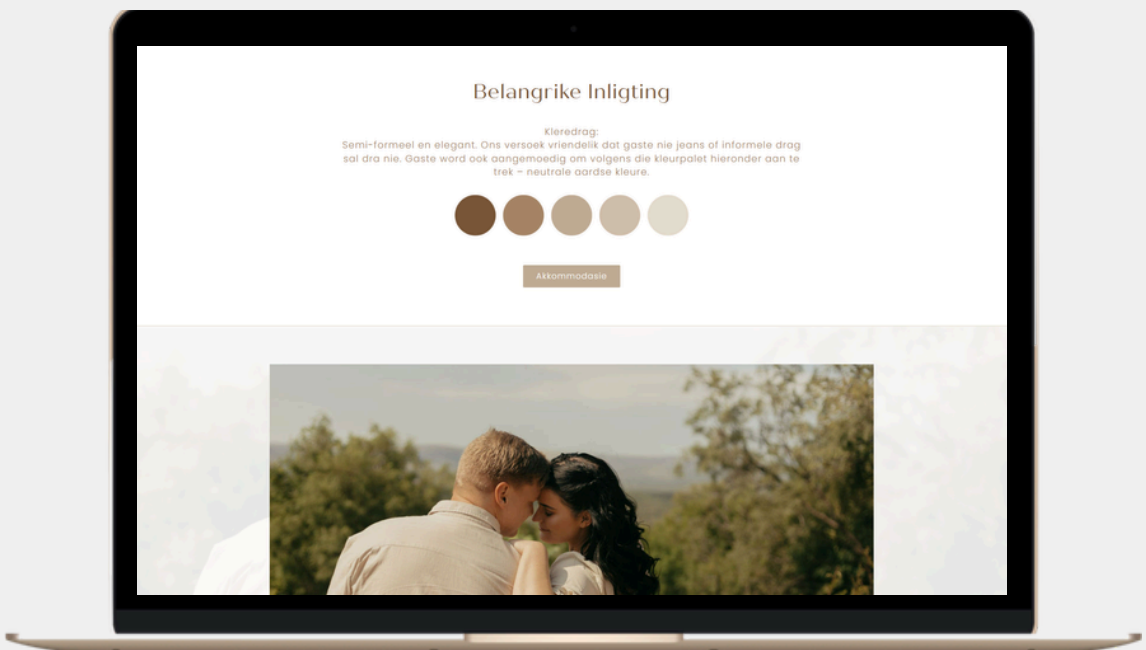 Belangrike Inligting
Kleredrag:
Semi-formeel en elegant. Ons versoek vriendelik dat gaste nie jeans of informele drag
sal dra nie. Gaste word ook aangemoedig om volgens die kleurpalet hieronder aan te
trek – neutrale aardse kleure.
Akkommodasie